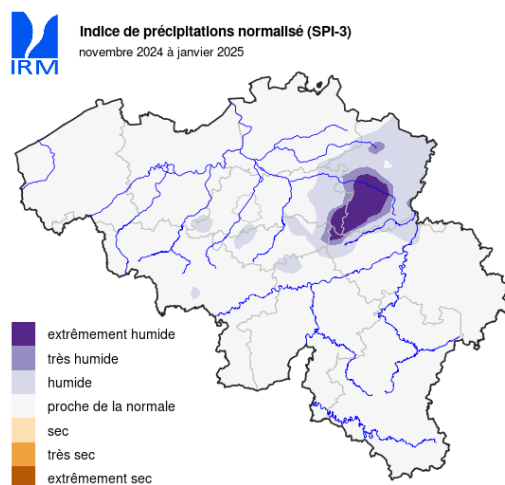 Indice de précipitations normalisé (SPI-3)
novembre 2024 à janvier 2025
IRM
extrêmement humide
très humide
humide
proche de la normale
sec
très sec
extrêmement sec